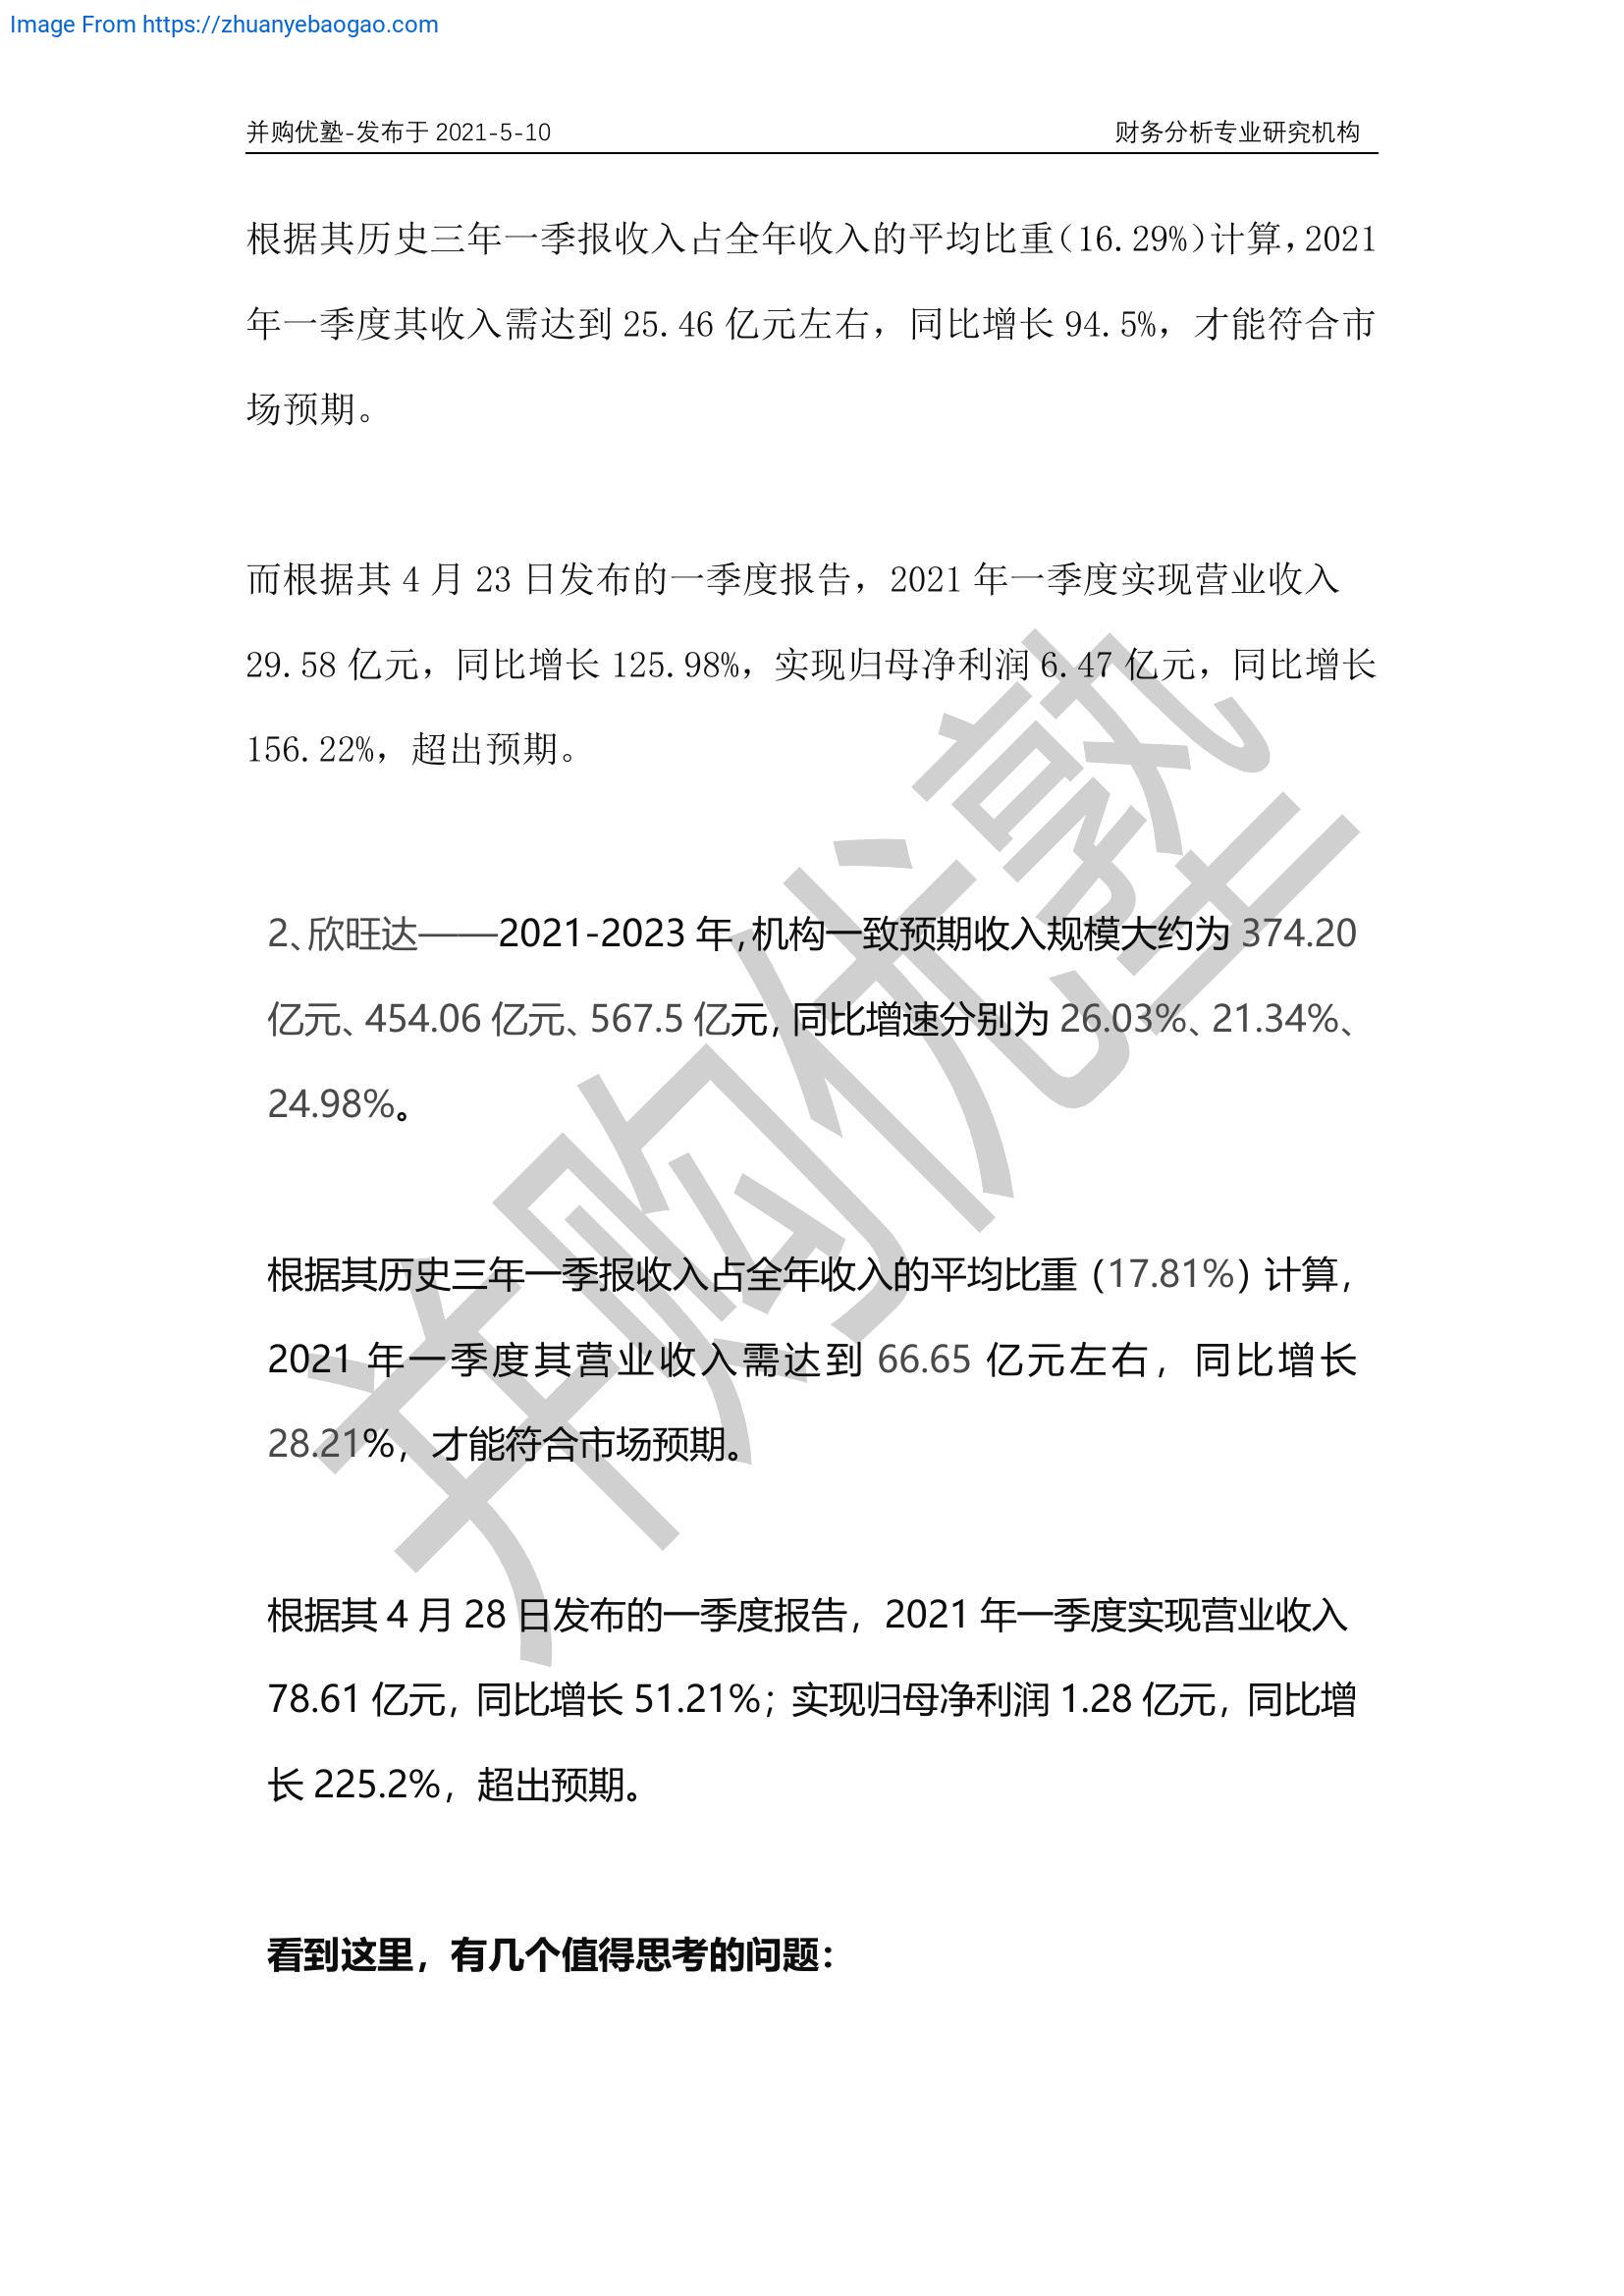 Image From https://zhuanyebaogao.com
并购优塾-发布于 2021-5-10 财务分析专业研究机构
根据其历史三年一季报收入占全年收入的平均比重（16.29%）计算，2021
年一季度其收入需达到 25.46 亿元左右，同比增长 94.5%，才能符合市
场预期。
而根据其 4 月 23 日发布的一季度报告，2021 年一季度实现营业收入
29.58 亿元，同比增长 125.98%，实现归母净利润 6.47 亿元，同比增长
156.22%，超出预期。
2、欣旺达——2021-2023 年，机构一致预期收入规模大约为 374.20
亿元、454.06 亿元、567.5 亿元，同比增速分别为 26.03%、21.34%、
24.98%。
根据其历史三年一季报收入占全年收入的平均比重（17.81%）计算，
2021 年一季度其营业收入需达到 66.65 亿元左右，同比增长
28.21%，才能符合市场预期。
根据其 4 月 28 日发布的一季度报告，2021 年一季度实现营业收入
78.61 亿元，同比增长 51.21%；实现归母净利润 1.28 亿元，同比增
长 225.2%，超出预期。
看到这里，有几个值得思考的问题：
并购优塾